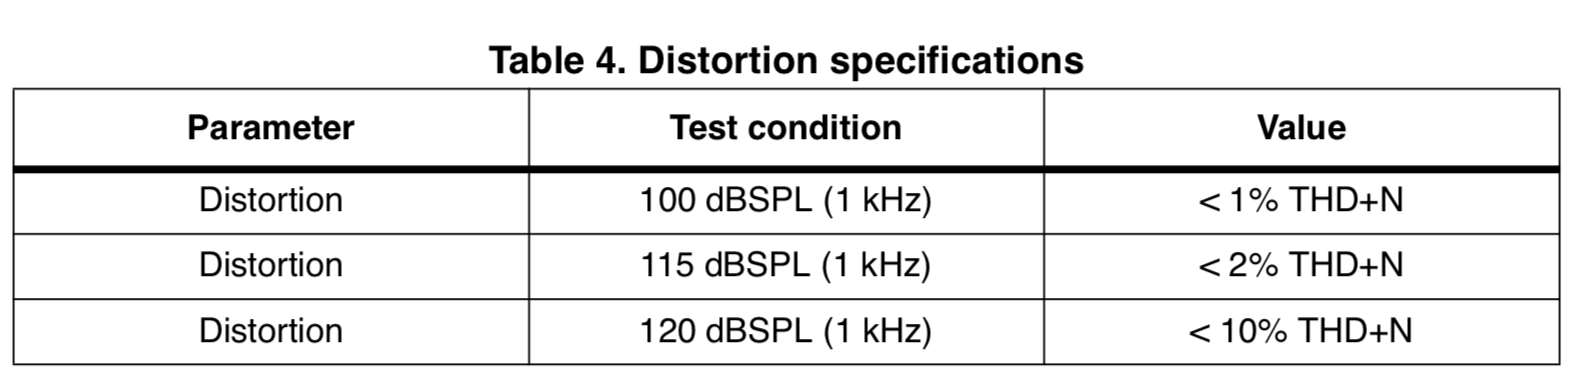 Table 4. Distortion specifications
Parameter Test condition Value
Distortion 100 dBSPL (1 kHz) < 1% THD+N
Distortion 115 dBSPL (1 kHz) < 2% THD+N
Distortion 120 dBSPL (1 kHz) < 10% THD+N